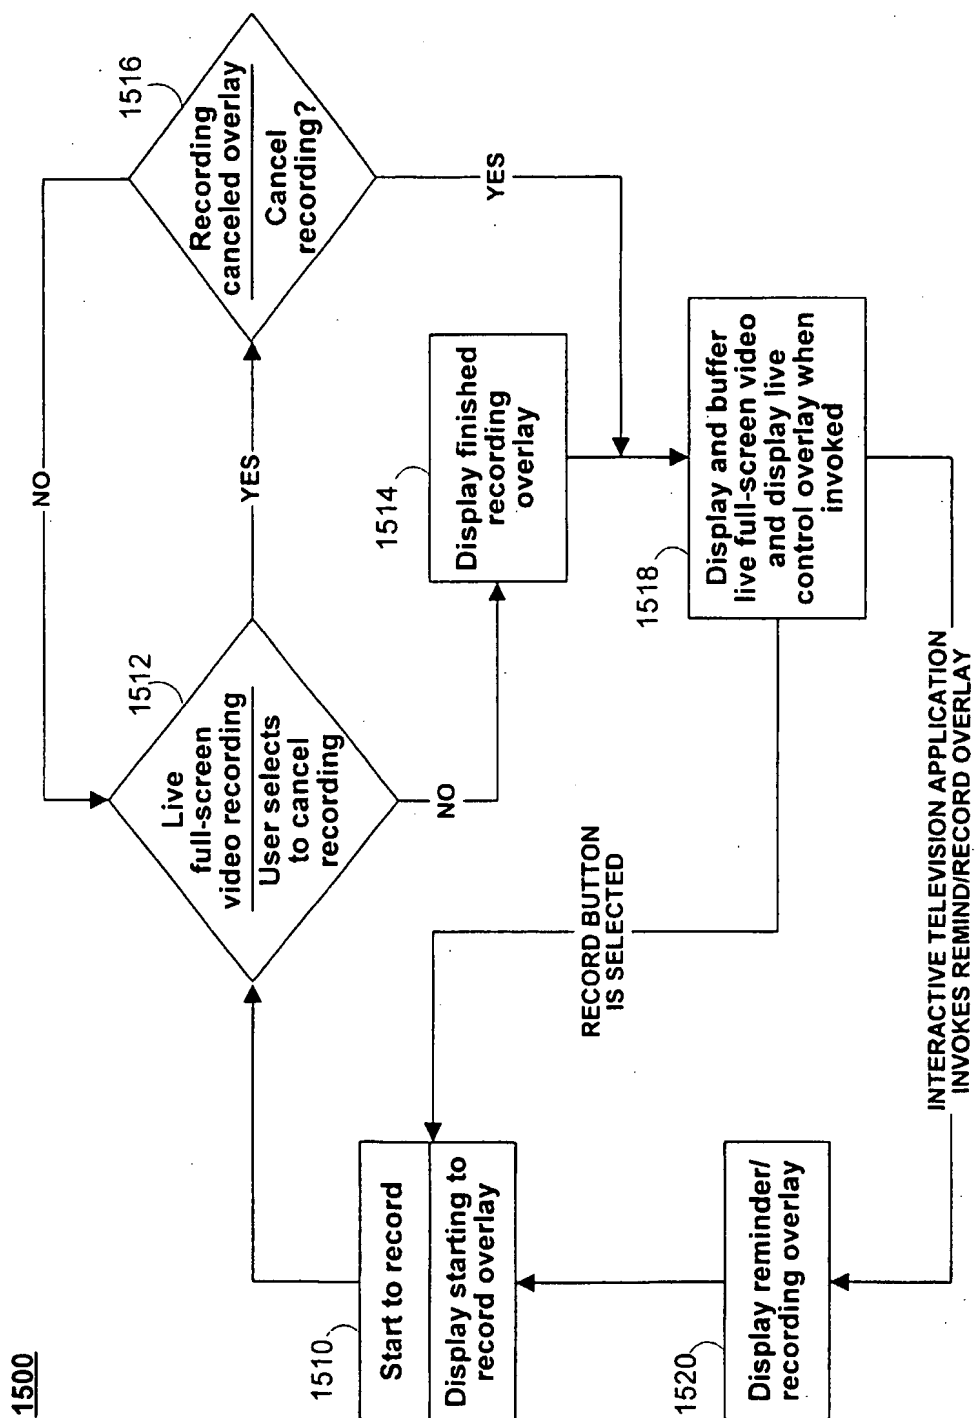 1500
1510
Start to record
Display starting to
record overlay
1512
Live
full-screen
video recording
User selects
to cancel
recording
NO
YES
1516
Recording
canceled overlay
Cancel
recording?
NO
YES
1514
Display finished
recording
overlay
1518
Display and buffer
live full-screen video
and display live
control overlay when
invoked
RECORD BUTTON
IS SELECTED
1520
Display reminder/
recording overlay
INTERACTIVE TELEVISION APPLICATION
INVOKES REMIND/RECORD OVERLAY